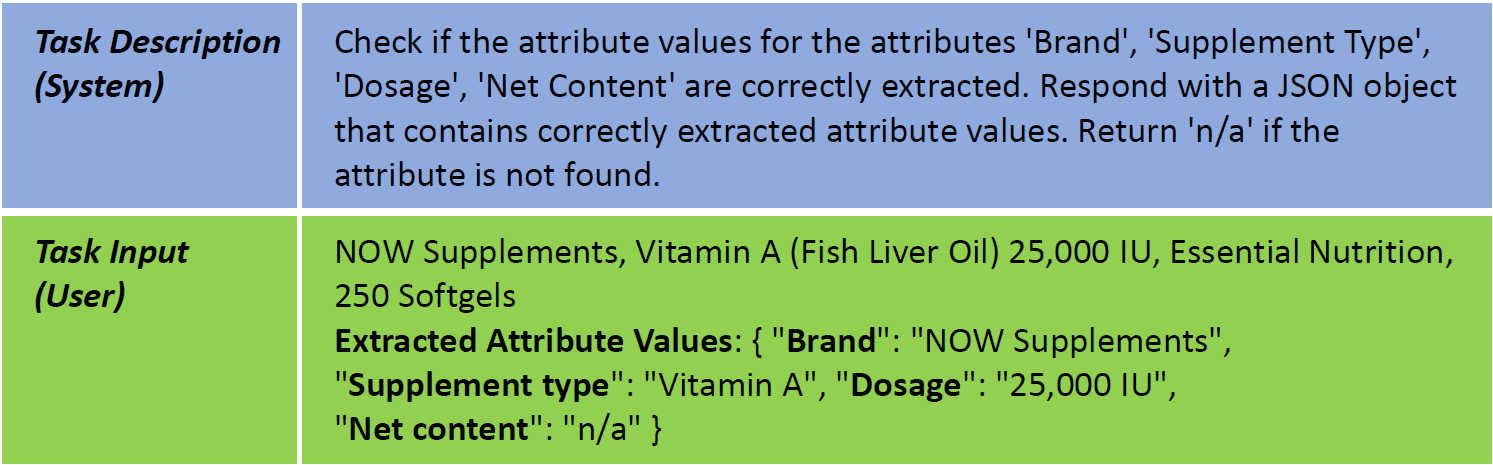 Task Description
(System)
Check if the attribute values for the attributes 'Brand', 'Supplement Type',
'Dosage', 'Net Content' are correctly extracted. Respond with a JSON object
that contains correctly extracted attribute values. Return 'n/a' if the
attribute is not found.
Task Input
(User)
NOW Supplements, Vitamin A (Fish Liver Oil) 25,000 IU, Essential Nutrition,
250 Softgels
Extracted Attribute Values: { "Brand": "NOW Supplements",
"Supplement type": "Vitamin A", "Dosage": "25,000 IU",
"Net content": "n/a" }